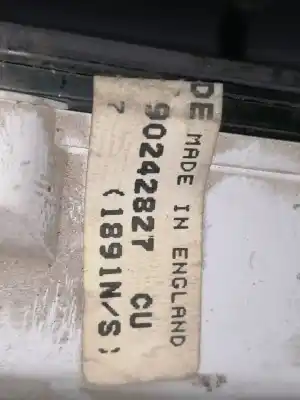 DE MADE IN ENGLAND
90242827 CU
(1891N/S)